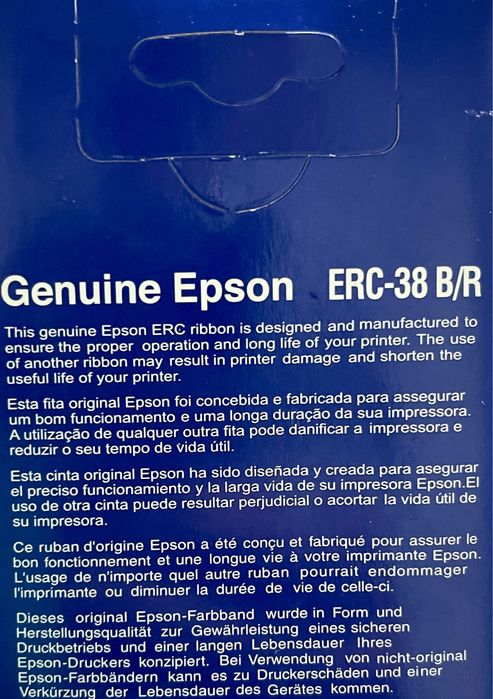 Genuine Epson ERC-38 B/R
This genuine Epson ERC ribbon is designed and manufactured to
ensure the proper operation and long life of your printer. The use
of another ribbon may result in printer damage and shorten the
useful life of your printer.
Esta fita original Epson foi concebida e fabricada para assegurar
um bom funcionamento e uma longa duração da sua impressora.
A utilização de qualquer outra fita pode danificar a impressora e
reduzir o seu tempo de vida útil.
Esta cinta original Epson ha sido diseñada y creada para asegurar
el preciso funcionamiento y la larga vida de su impresora Epson.El
uso de otra cinta puede resultar perjudicial o acortar la vida útil de
su impresora.
Ce ruban d'origine Epson a été conçu et fabriqué pour assurer le
bon fonctionnement et une longue vie à votre imprimante Epson.
L'usage de n'importe quel autre ruban pourrait endommager
l'imprimante ou diminuer la durée de vie de celle-ci.
Dieses original Epson-Farbband wurde in Form und
Herstellungsqualität zur Gewährleistung eines sicheren
Druckbetriebs und einer langen Lebensdauer Ihres
Epson-Druckers konzipiert. Bei Verwendung von nicht-original
Epson-Farbbändern kann es zu Druckerschäden und einer
Verkürzung der Lebensdauer des Gerätes kommen.